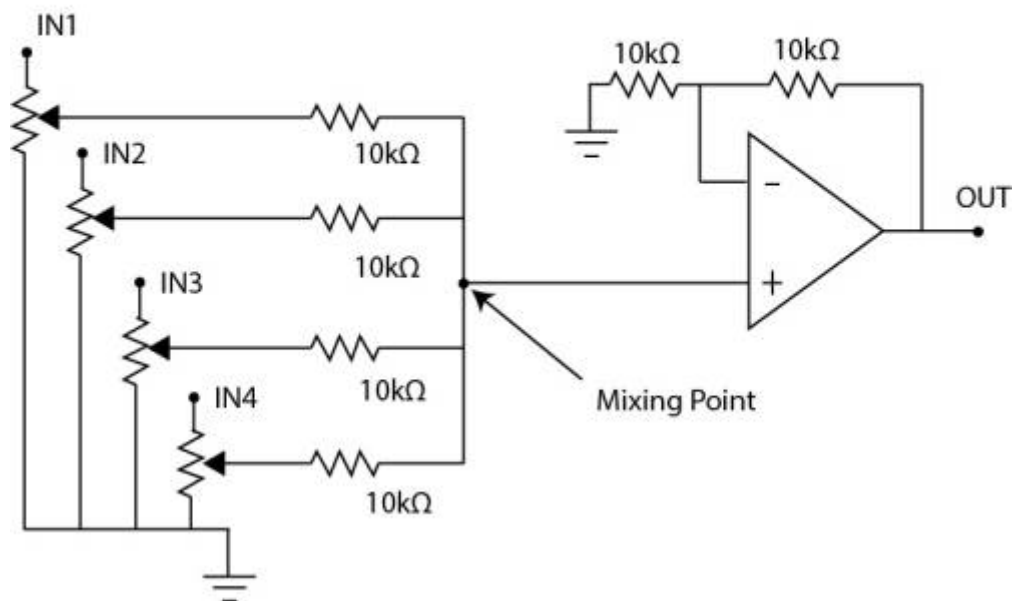 IN1
10kΩ
10kΩ
10kΩ
IN2
-
OUT
10kΩ
IN3
+
10kΩ
Mixing Point
IN4
10kΩ